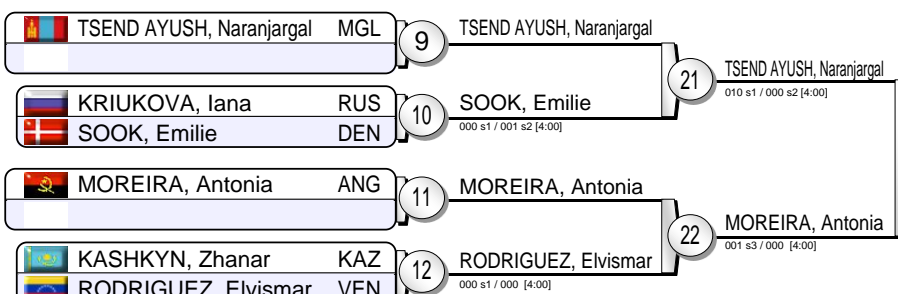 TSEND AYUSH, Naranjargal MGL
9
TSEND AYUSH, Naranjargal
21
TSEND AYUSH, Naranjargal
010 s1 / 000 s2 [4:00]
KRIUKOVA, Iana RUS
SOOK, Emilie DEN
10
SOOK, Emilie
000 s1 / 001 s2 [4:00]
MOREIRA, Antonia ANG
11
MOREIRA, Antonia
22
MOREIRA, Antonia
001 s3 / 000 [4:00]
KASHKYN, Zhanar KAZ
RODRIGUEZ, Elvismar VEN
12
RODRIGUEZ, Elvismar
000 s1 / 000 [4:00]